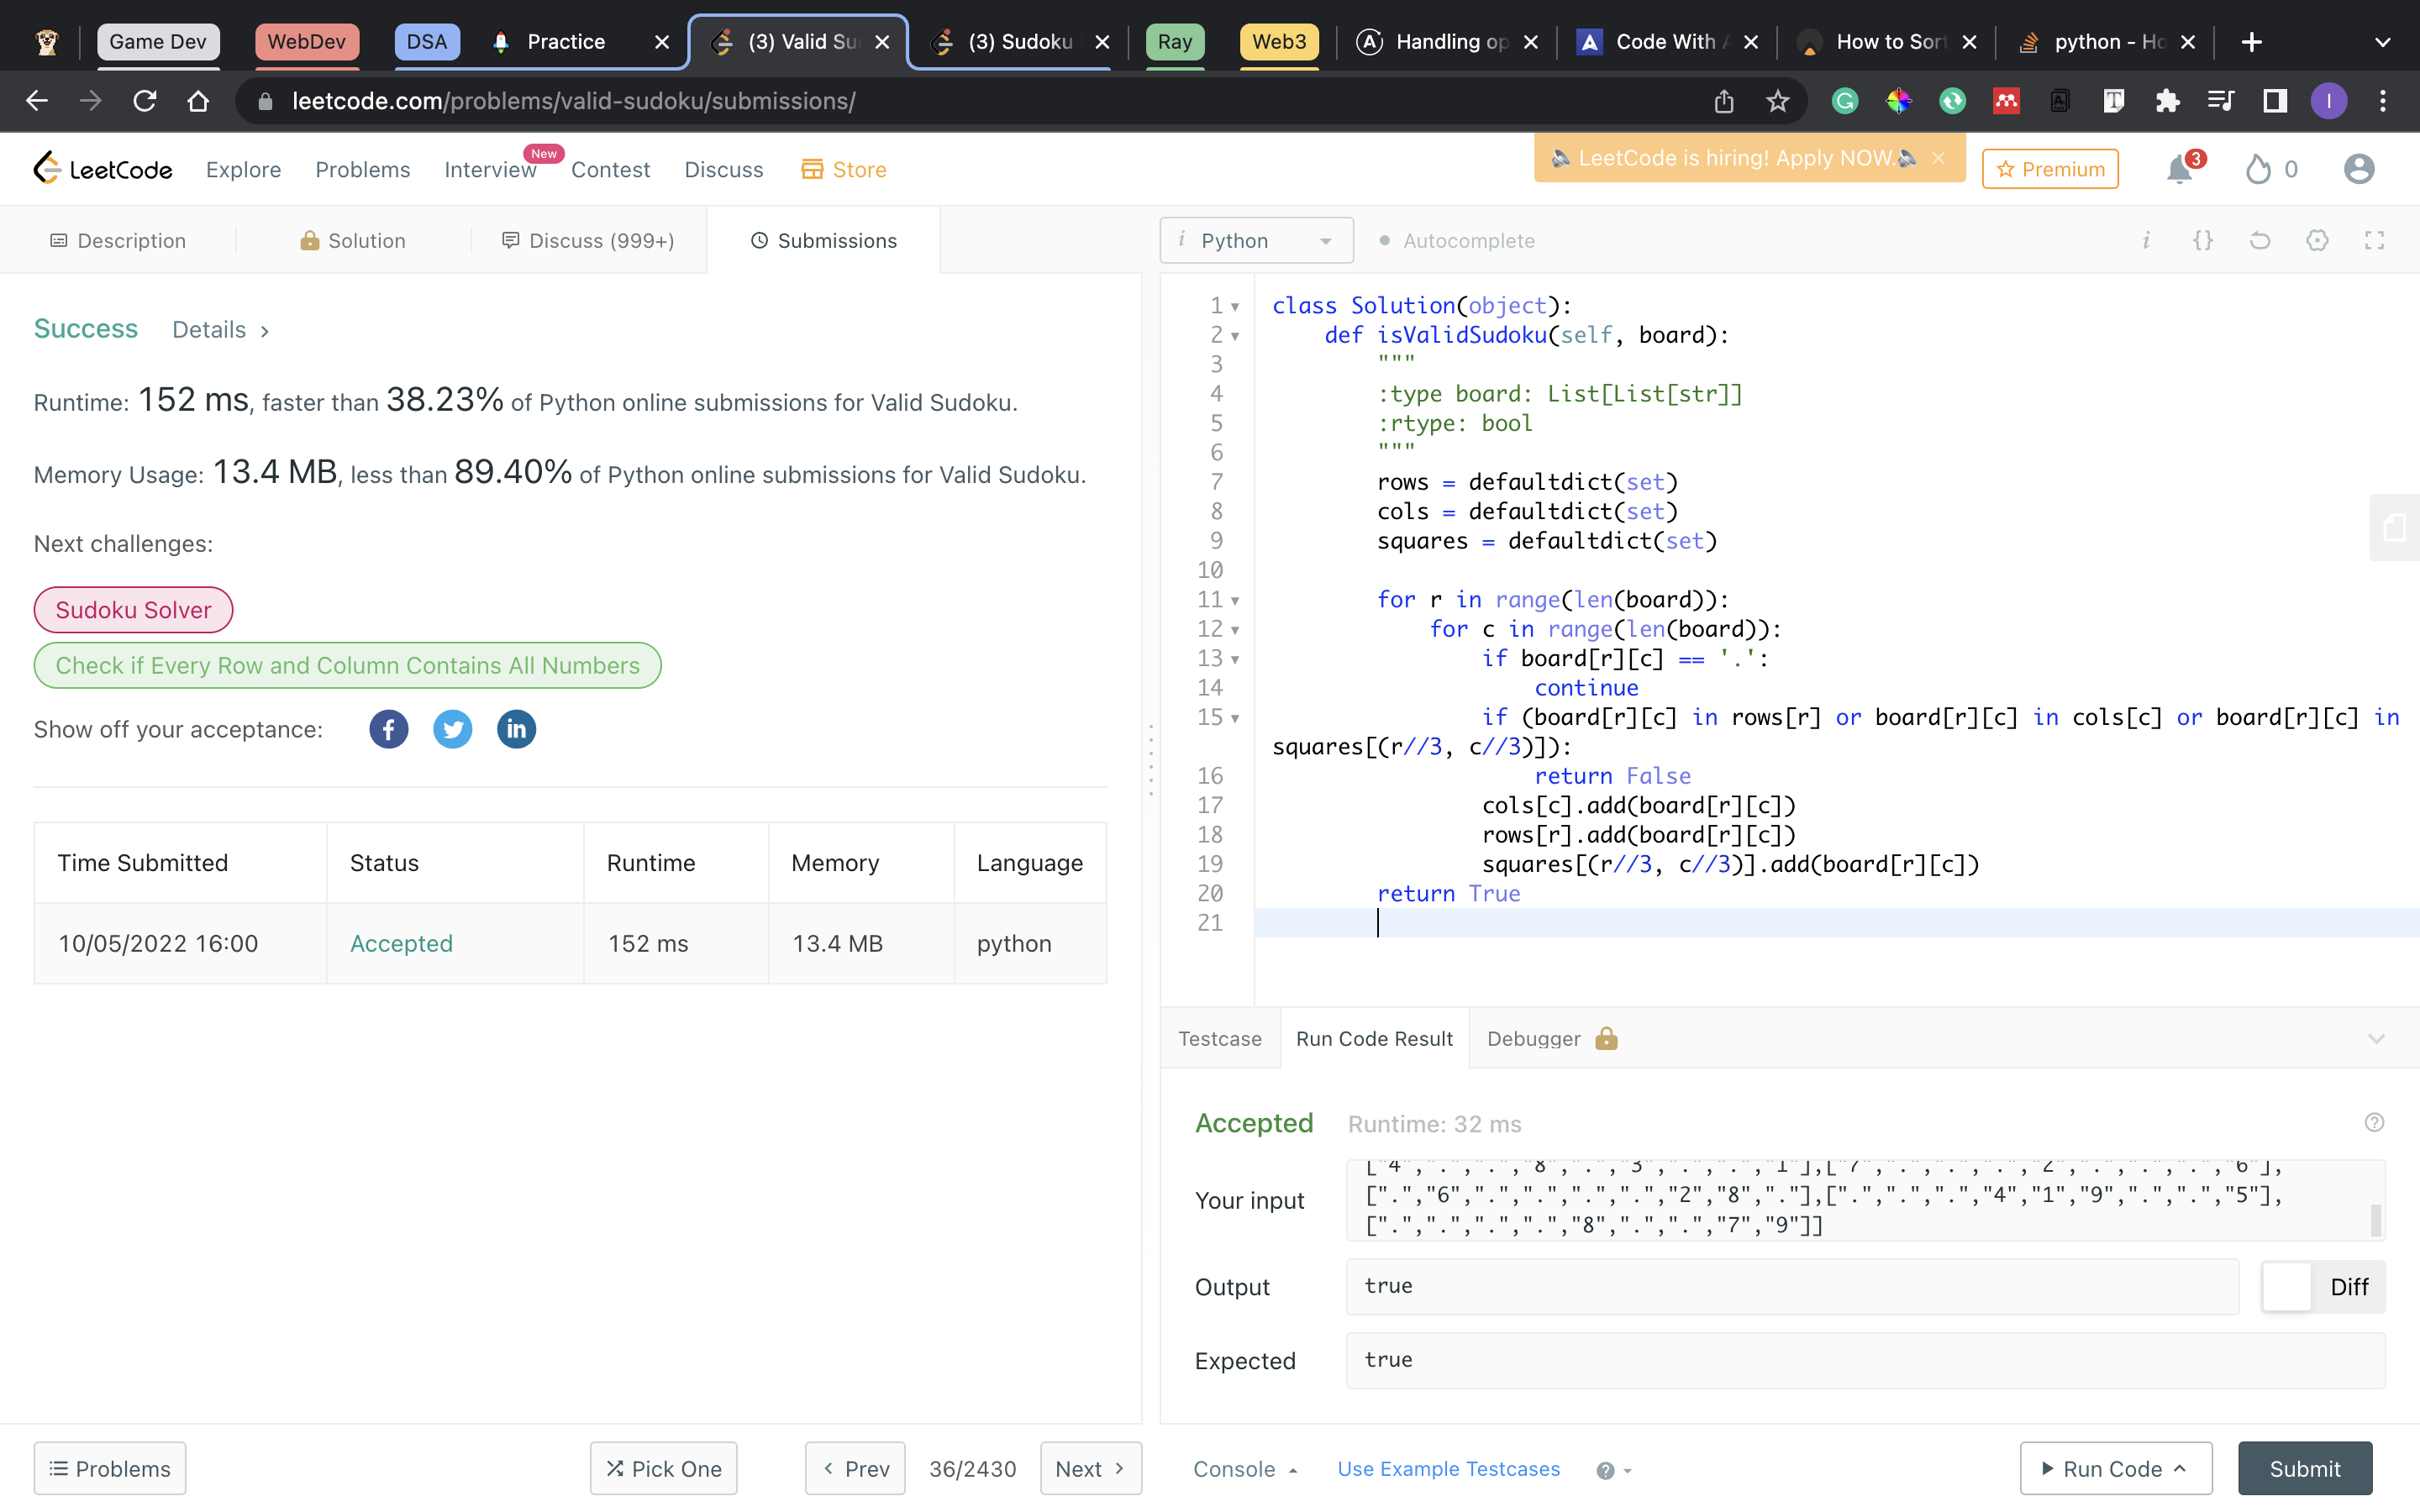 Game Dev WebDev DSA Practice (3) Valid Su (3) Sudoku Ray Web3 Handling op Code With How to Sort python - Ho
leetcode.com/problems/valid-sudoku/submissions/
LeetCode Explore Problems Interview New Contest Discuss Store LeetCode is hiring! Apply NOW. Premium 3 0
Description Solution Discuss (999+) Submissions
Success Details >
Runtime: 152 ms, faster than 38.23% of Python online submissions for Valid Sudoku.
Memory Usage: 13.4 MB, less than 89.40% of Python online submissions for Valid Sudoku.
Next challenges:
Sudoku Solver
Check if Every Row and Column Contains All Numbers
Show off your acceptance:
Time Submitted Status Runtime Memory Language
10/05/2022 16:00 Accepted 152 ms 13.4 MB python
Problems Pick One < Prev 36/2430 Next >
i Python Autocomplete i {}
1 class Solution(object):
2 def isValidSudoku(self, board):
3 """
4 :type board: List[List[str]]
5 :rtype: bool
6 """
7 rows = defaultdict(set)
8 cols = defaultdict(set)
9 squares = defaultdict(set)
10
11 for r in range(len(board)):
12 for c in range(len(board)):
13 if board[r][c] == '.':
14 continue
15 if (board[r][c] in rows[r] or board[r][c] in cols[c] or board[r][c] in
squares[(r//3, c//3)]):
16 return False
17 cols[c].add(board[r][c])
18 rows[r].add(board[r][c])
19 squares[(r//3, c//3)].add(board[r][c])
20 return True
21
Testcase Run Code Result Debugger
Accepted Runtime: 32 ms
Your input
["4",".",".","8",".","3",".",".","1"],["7",".",".",".","2",".",".",".","6"],
[".","6",".",".",".",".","2","8","."],[".",".",".","4","1","9",".",".","5"],
[".",".",".",".","8",".",".","7","9"]]
Output true Diff
Expected true
Console Use Example Testcases Run Code Submit